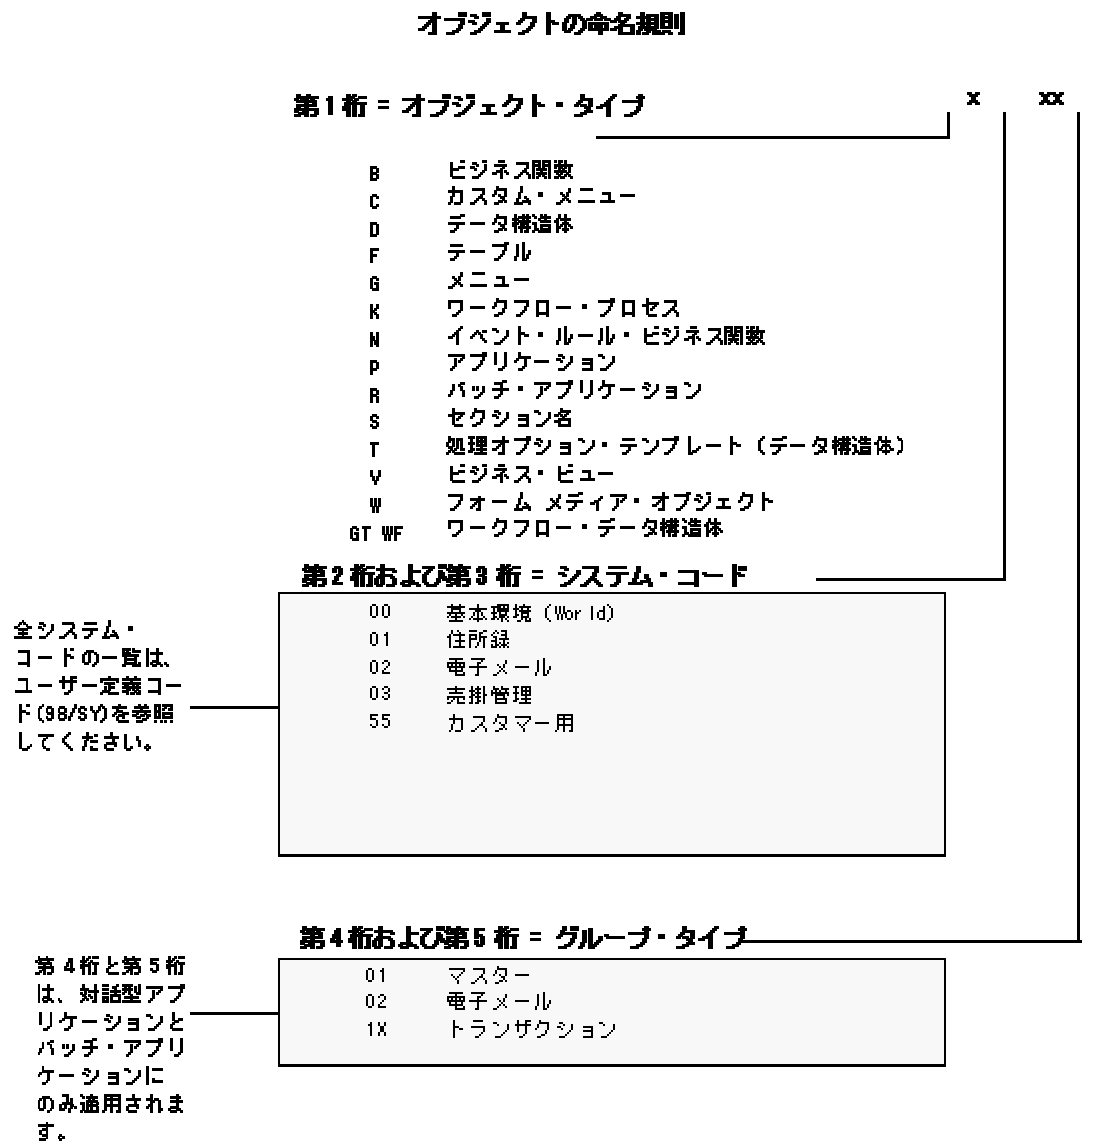 オブジェクトの命名規則
第1桁 = オブジェクト・タイプ
x xx
B ビジネス関数
C カスタム・メニュー
D データ構造体
F テーブル
G メニュー
K ワークフロー・プロセス
N イベント・ルール・ビジネス関数
P アプリケーション
R バッチ・アプリケーション
S セクション名
T 処理オプション・テンプレート（データ構造体）
V ビジネス・ビュー
W フォーム メディア・オブジェクト
GT WF ワークフロー・データ構造体
第2桁および第3桁 = システム・コード
00 基本環境（World）
01 住所録
02 電子メール
03 売掛管理
55 カスタマー用
全システム・
コードの一覧は、
ユーザー定義コー
ド(98/SY)を参照
してください。
第4桁および第5桁 = グループ・タイプ
01 マスター
02 電子メール
1X トランザクション
第4桁と第5桁
は、対話型アプ
リケーションと
バッチ・アプリ
ケーションに
のみ適用されま
す。